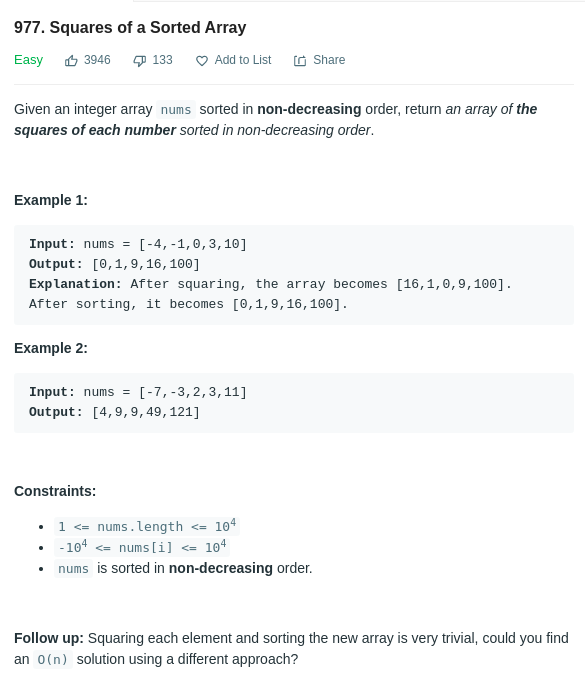 977. Squares of a Sorted Array
Easy 3946 133 Add to List Share
Given an integer array nums sorted in non-decreasing order, return an array of the
squares of each number sorted in non-decreasing order.
Example 1:
Input: nums = [-4,-1,0,3,10]
Output: [0,1,9,16,100]
Explanation: After squaring, the array becomes [16,1,0,9,100].
After sorting, it becomes [0,1,9,16,100].
Example 2:
Input: nums = [-7,-3,2,3,11]
Output: [4,9,9,49,121]
Constraints:
• 1 <= nums.length <= 10⁴
• -10⁴ <= nums[i] <= 10⁴
• nums is sorted in non-decreasing order.
Follow up: Squaring each element and sorting the new array is very trivial, could you find
an O(n) solution using a different approach?